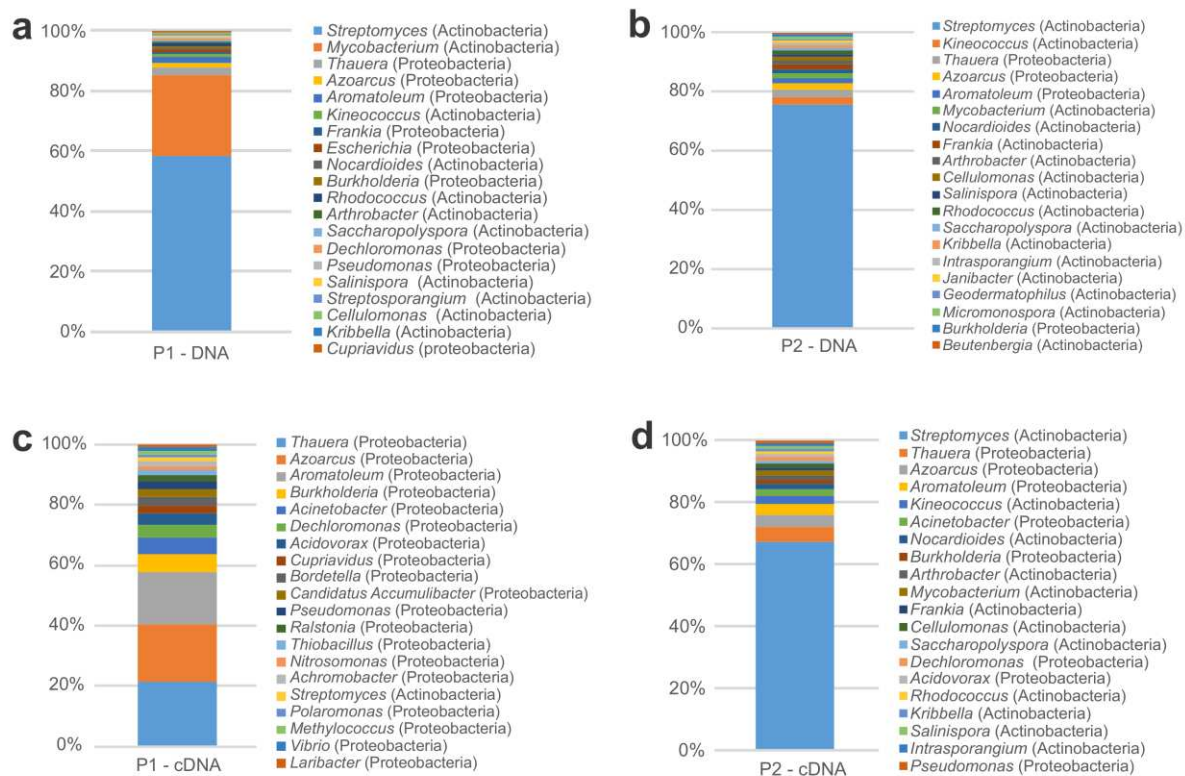 a
100%
80%
60%
40%
20%
0%
P1 - DNA
Streptomyces (Actinobacteria)
Mycobacterium (Actinobacteria)
Thauera (Proteobacteria)
Azoarcus (Proteobacteria)
Aromatoleum (Proteobacteria)
Kineococcus (Actinobacteria)
Frankia (Proteobacteria)
Escherichia (Proteobacteria)
Nocardioides (Actinobacteria)
Burkholderia (Proteobacteria)
Rhodococcus (Actinobacteria)
Arthrobacter (Actinobacteria)
Saccharopolyspora (Actinobacteria)
Dechloromonas (Proteobacteria)
Pseudomonas (Proteobacteria)
Salinispora (Actinobacteria)
Streptosporangium (Actinobacteria)
Cellulomonas (Actinobacteria)
Kribbella (Actinobacteria)
Cupriavidus (proteobacteria)
b
100%
80%
60%
40%
20%
0%
P2 - DNA
Streptomyces (Actinobacteria)
Kineococcus (Actinobacteria)
Thauera (Proteobacteria)
Azoarcus (Proteobacteria)
Aromatoleum (Proteobacteria)
Mycobacterium (Actinobacteria)
Nocardioides (Actinobacteria)
Frankia (Actinobacteria)
Arthrobacter (Actinobacteria)
Cellulomonas (Actinobacteria)
Salinispora (Actinobacteria)
Rhodococcus (Actinobacteria)
Saccharopolyspora (Actinobacteria)
Kribbella (Actinobacteria)
Intrasporangium (Actinobacteria)
Janibacter (Actinobacteria)
Geodermatophilus (Actinobacteria)
Micromonospora (Actinobacteria)
Burkholderia (Proteobacteria)
Beutenbergia (Actinobacteria)
c
100%
80%
60%
40%
20%
0%
P1 - cDNA
Thauera (Proteobacteria)
Azoarcus (Proteobacteria)
Aromatoleum (Proteobacteria)
Burkholderia (Proteobacteria)
Acinetobacter (Proteobacteria)
Dechloromonas (Proteobacteria)
Acidovorax (Proteobacteria)
Cupriavidus (Proteobacteria)
Bordetella (Proteobacteria)
Candidatus Accumulibacter (Proteobacteria)
Pseudomonas (Proteobacteria)
Ralstonia (Proteobacteria)
Thiobacillus (Proteobacteria)
Nitrosomonas (Proteobacteria)
Achromobacter (Proteobacteria)
Streptomyces (Actinobacteria)
Polaromonas (Proteobacteria)
Methylococcus (Proteobacteria)
Vibrio (Proteobacteria)
Laribacter (Proteobacteria)
d
100%
80%
60%
40%
20%
0%
P2 - cDNA
Streptomyces (Actinobacteria)
Thauera (Proteobacteria)
Azoarcus (Proteobacteria)
Aromatoleum (Proteobacteria)
Kineococcus (Actinobacteria)
Acinetobacter (Proteobacteria)
Nocardioides (Actinobacteria)
Burkholderia (Proteobacteria)
Arthrobacter (Actinobacteria)
Mycobacterium (Actinobacteria)
Frankia (Actinobacteria)
Cellulomonas (Actinobacteria)
Saccharopolyspora (Actinobacteria)
Dechloromonas (Proteobacteria)
Acidovorax (Proteobacteria)
Rhodococcus (Actinobacteria)
Kribbella (Actinobacteria)
Salinispora (Actinobacteria)
Intrasporangium (Actinobacteria)
Pseudomonas (Proteobacteria)